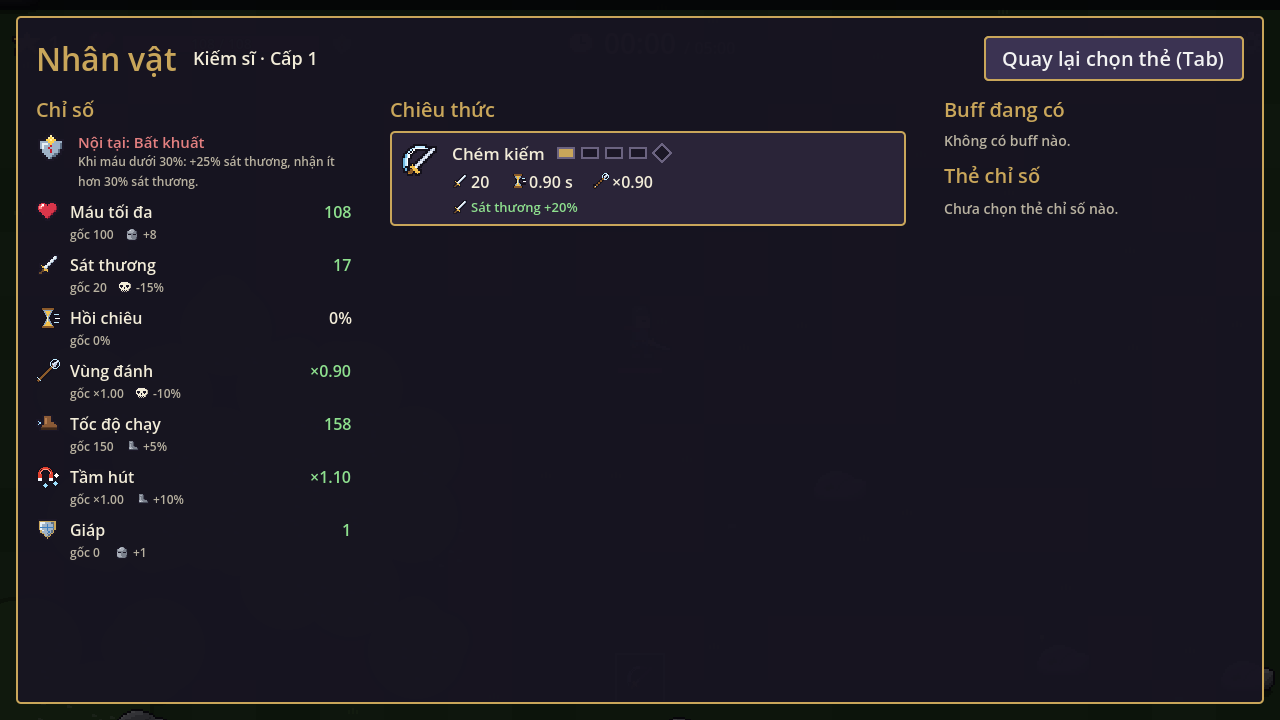 Nhân vật Kiếm sĩ · Cấp 1
Quay lại chọn thẻ (Tab)
Chỉ số
Nội tại: Bất khuất
Khi máu dưới 30%: +25% sát thương, nhận ít
hơn 30% sát thương.
Máu tối đa 108
gốc 100 +8
Sát thương 17
gốc 20 -15%
Hồi chiêu 0%
gốc 0%
Vùng đánh ×0.90
gốc ×1.00 -10%
Tốc độ chạy 158
gốc 150 +5%
Tầm hút ×1.10
gốc ×1.00 +10%
Giáp 1
gốc 0 +1
Chiêu thức
Chém kiếm
20 0.90 s ×0.90
Sát thương +20%
Buff đang có
Không có buff nào.
Thẻ chỉ số
Chưa chọn thẻ chỉ số nào.